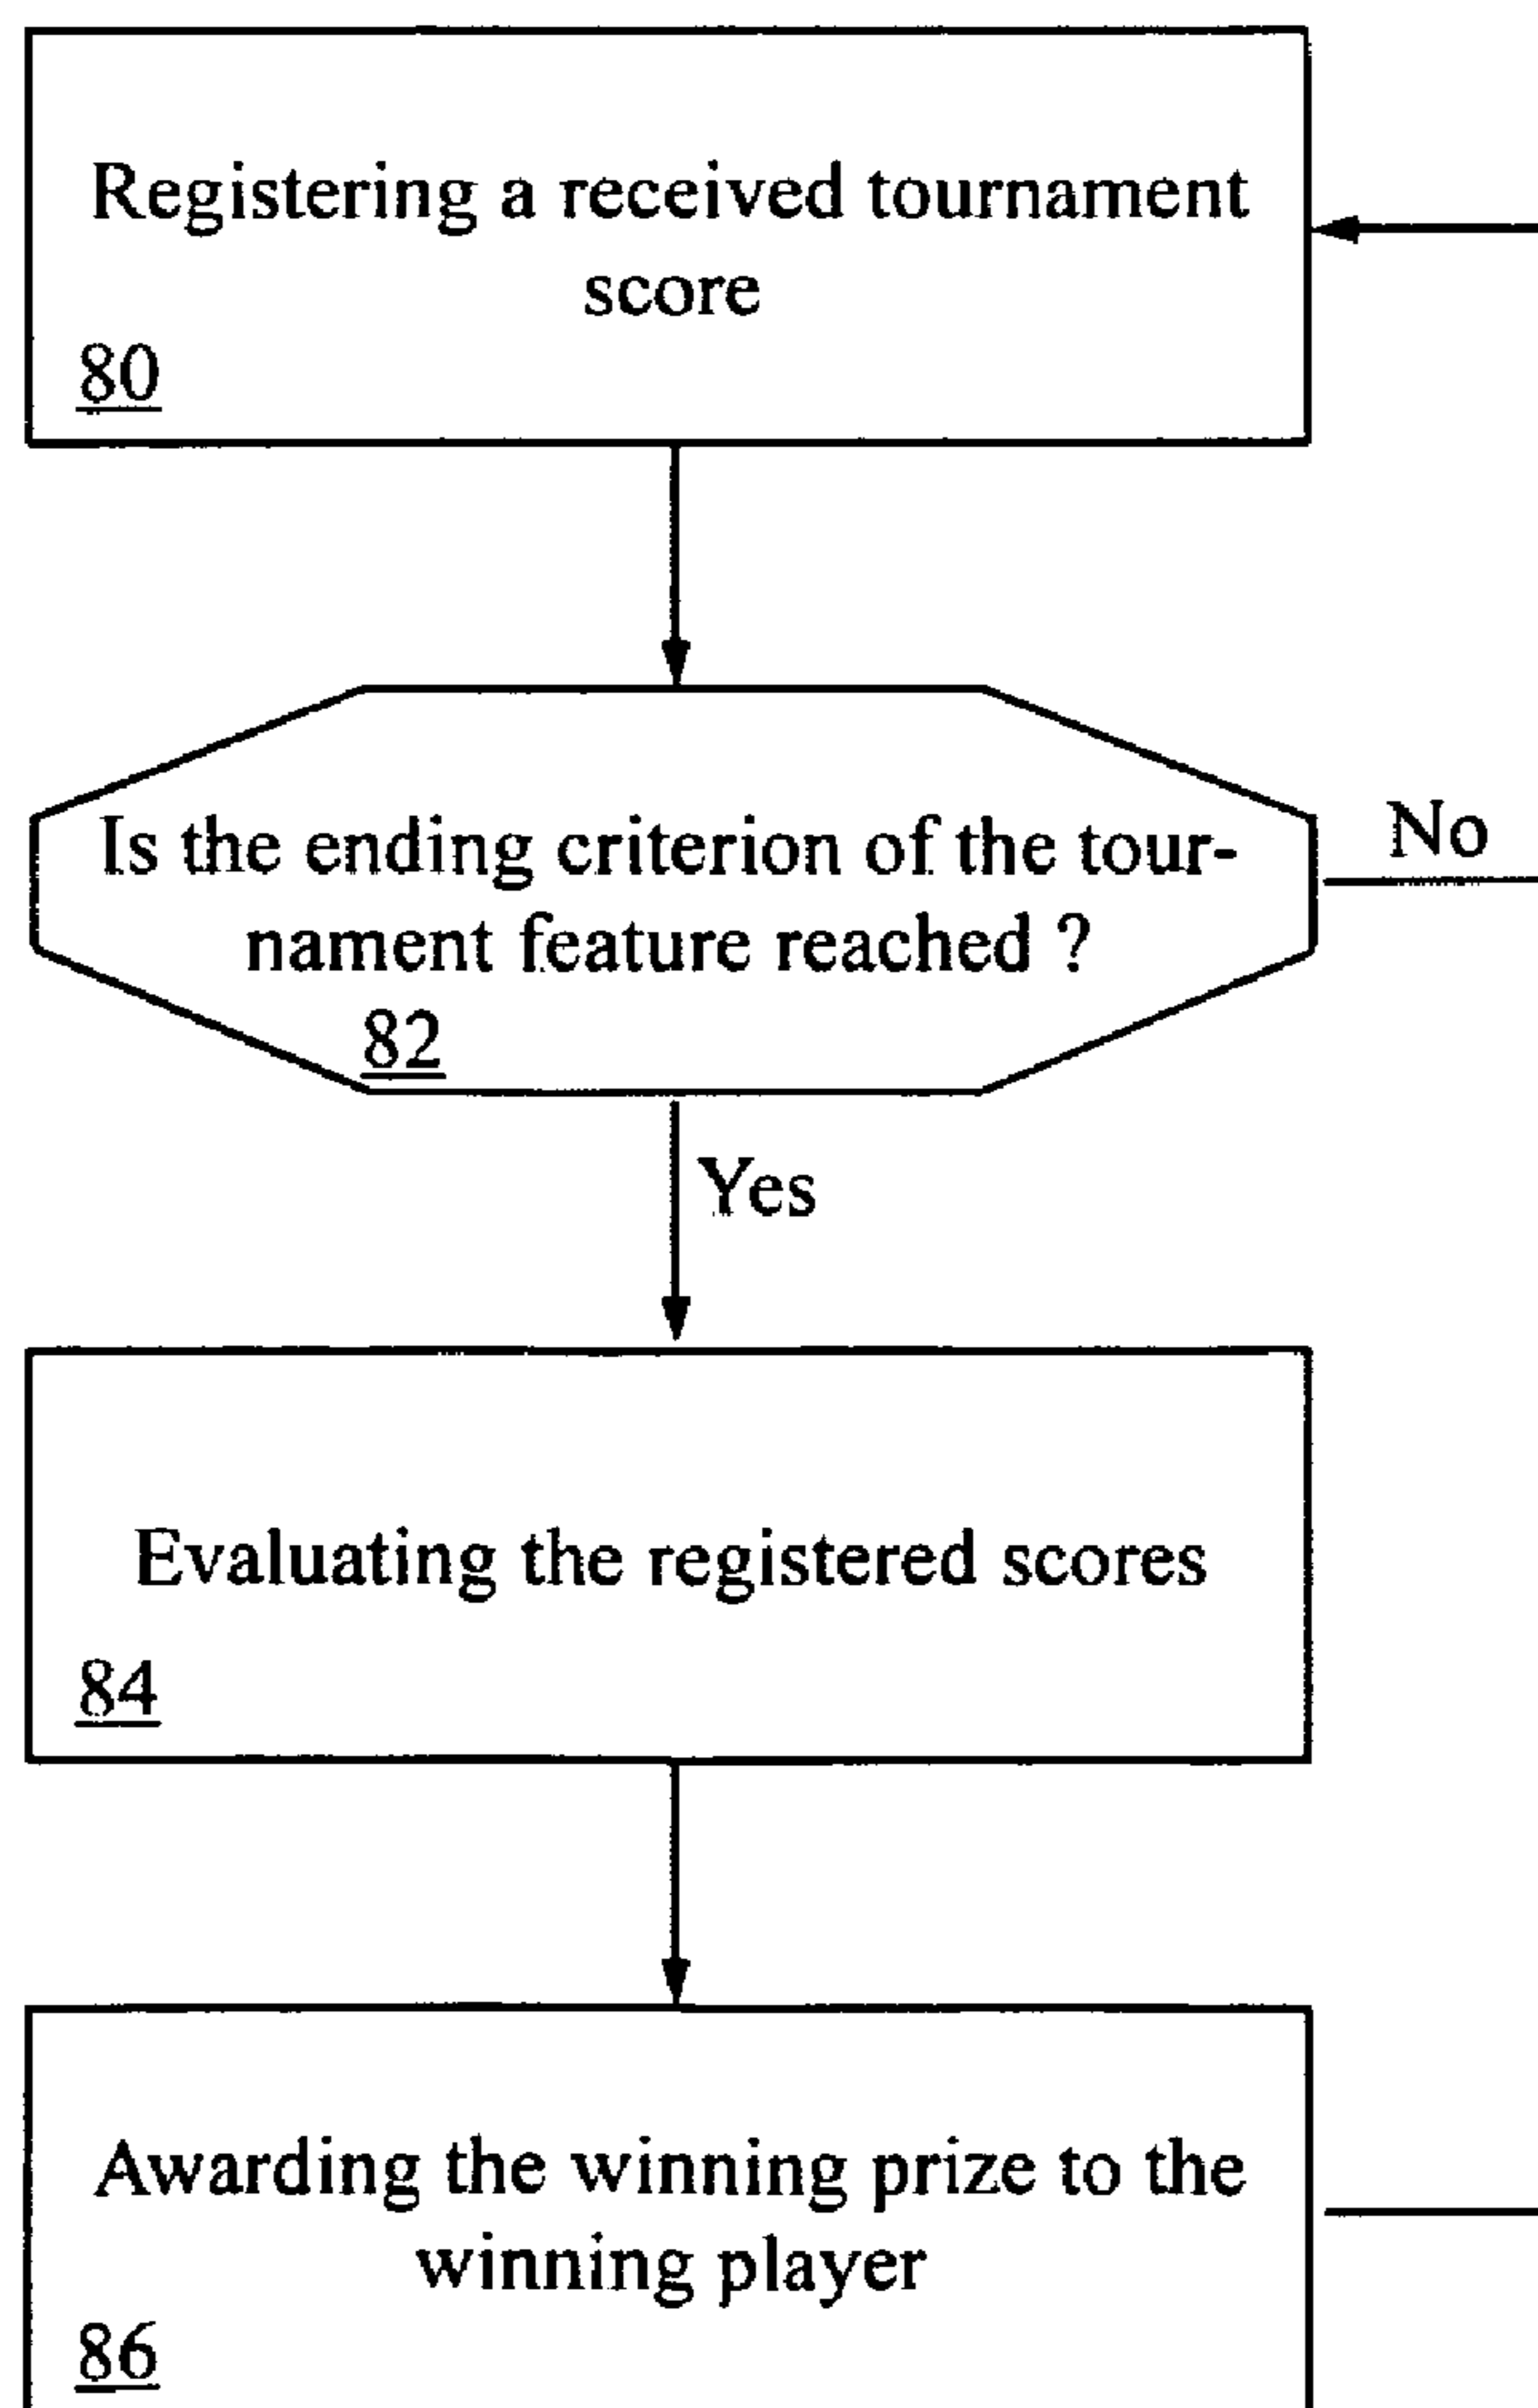 Registering a received tournament
score
80
Is the ending criterion of the tour-
nament feature reached ?
82
No
Yes
Evaluating the registered scores
84
Awarding the winning prize to the
winning player
86